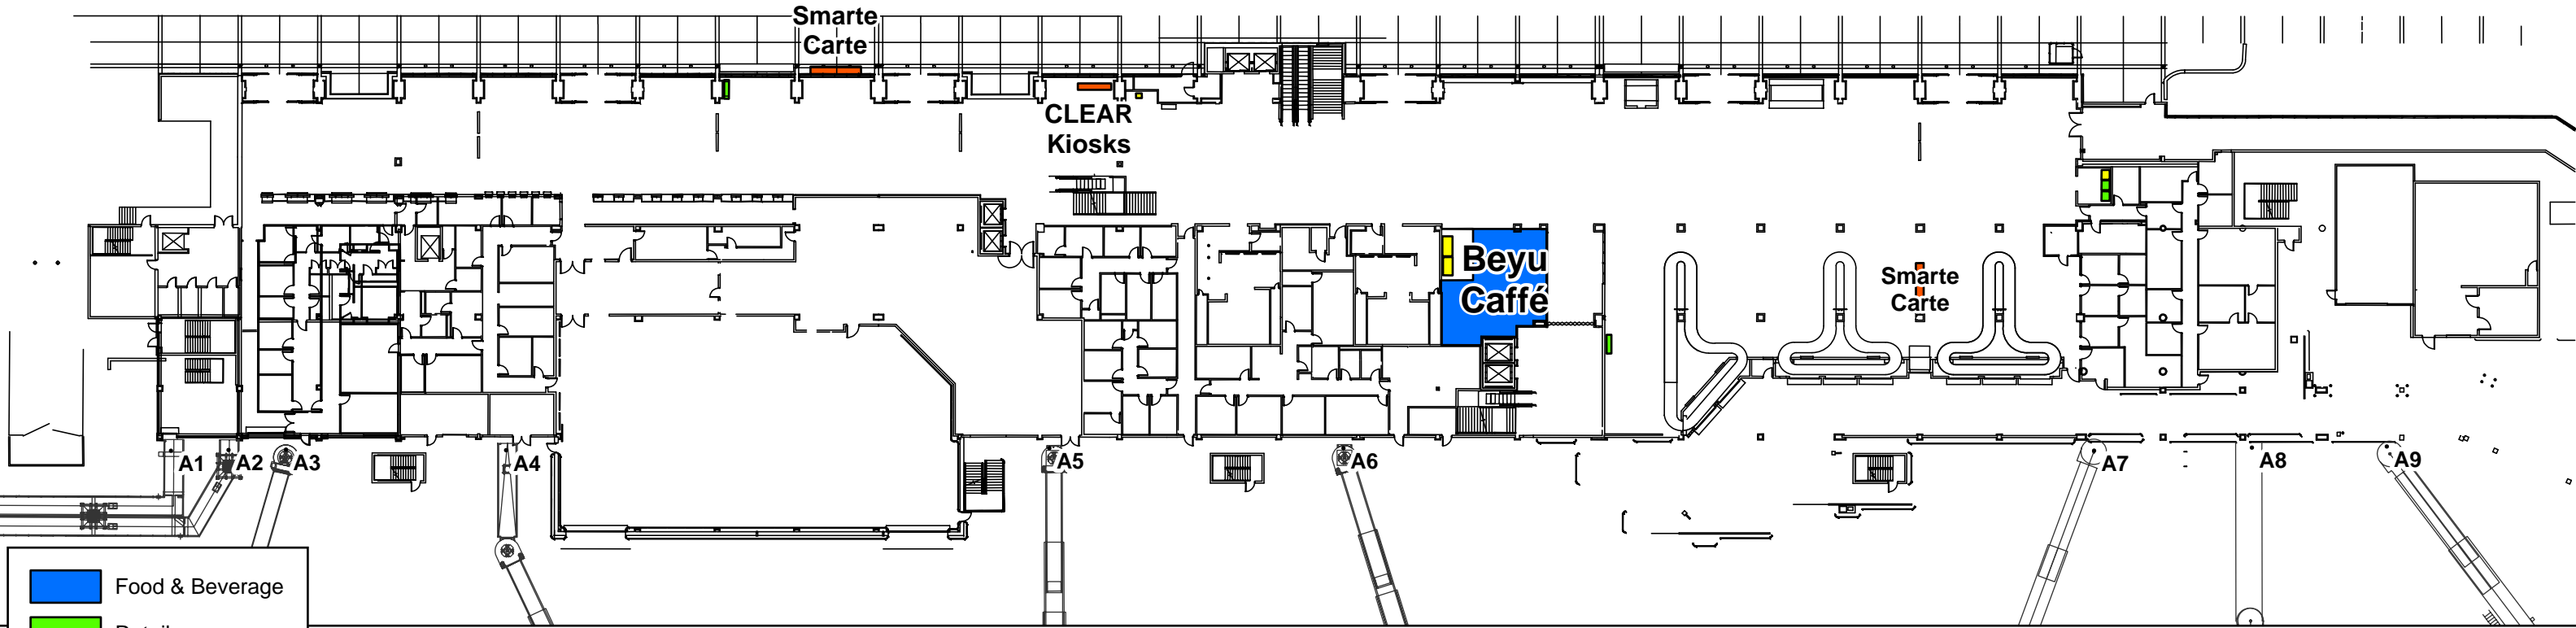 Smarte
Carte
CLEAR
Kiosks
Beyu
Caffé
Smarte
Carte
A1
A2
A3
A4
A5
A6
A7
A8
A9
Food & Beverage